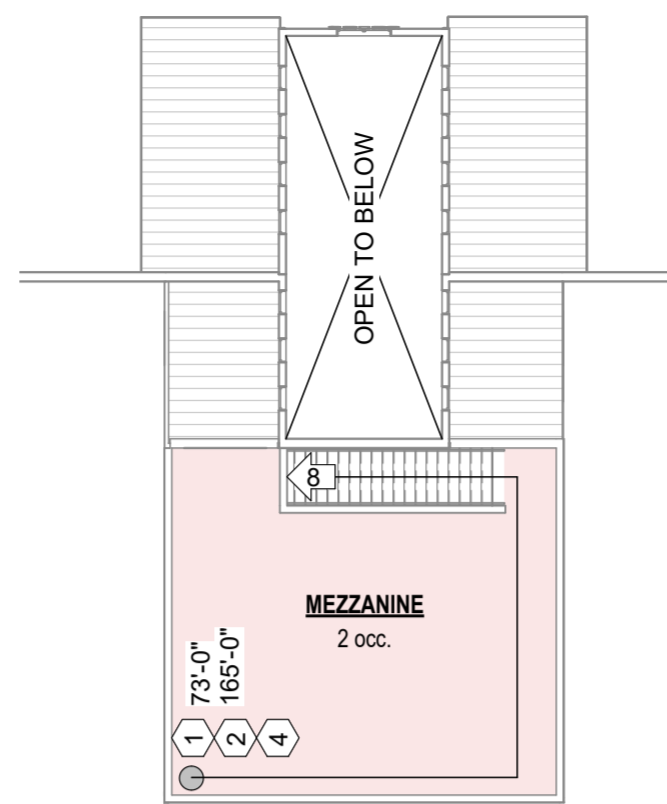 OPEN TO BELOW
8
MEZZANINE
2 occ.
73'-0"
165'-0"
1
2
4